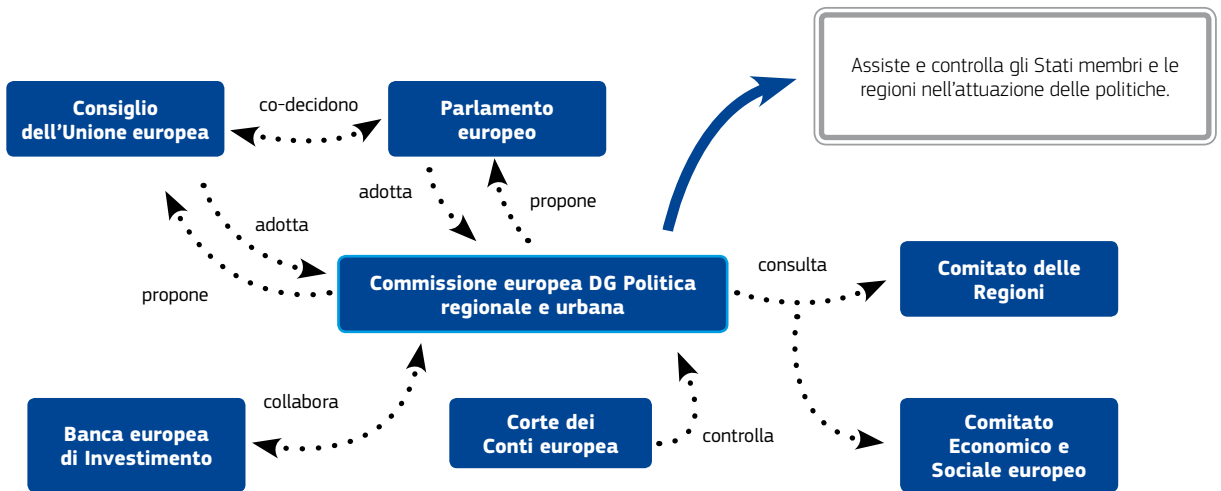 Assiste e controlla gli Stati membri e le
regioni nell'attuazione delle politiche.
Consiglio
dell'Unione europea
co-decidono
Parlamento
europeo
adotta
propone
adotta
propone
Commissione europea DG Politica
regionale e urbana
consulta
Comitato delle
Regioni
collabora
Banca europea
di Investimento
Corte dei
Conti europea
controlla
Comitato
Economico e
Sociale europeo